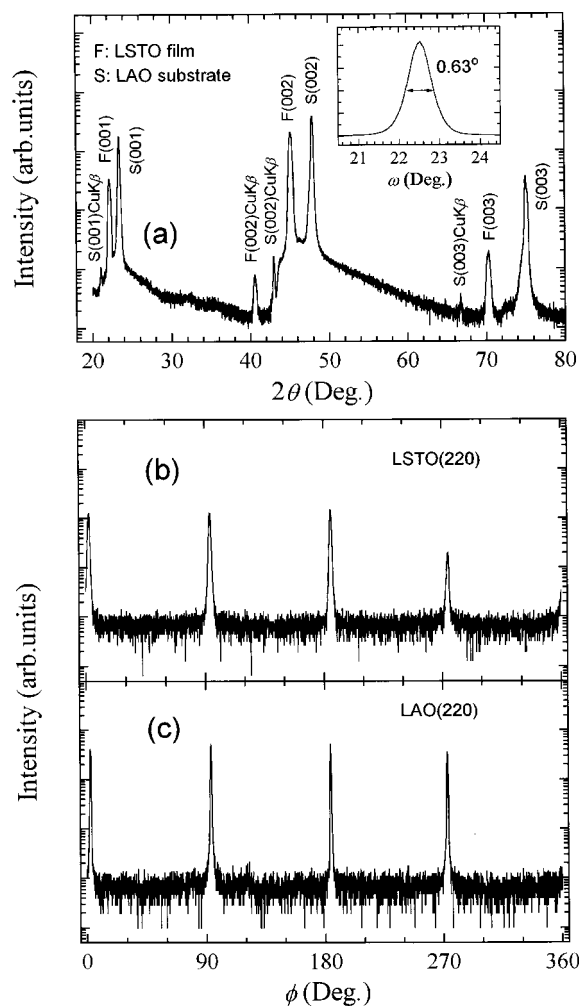 F: LSTO film
S: LAO substrate
S(001)CuKβ
F(001)
S(001)
F(002)CuKβ
S(002)CuKβ
F(002)
S(002)
S(003)CuKβ
F(003)
S(003)
0.63°
21 22 23 24
ω (Deg.)
(a)
Intensity (arb.units)
20 30 40 50 60 70 80
2θ (Deg.)
(b)
LSTO(220)
(c)
LAO(220)
Intensity (arb.units)
0 90 180 270 360
ϕ (Deg.)